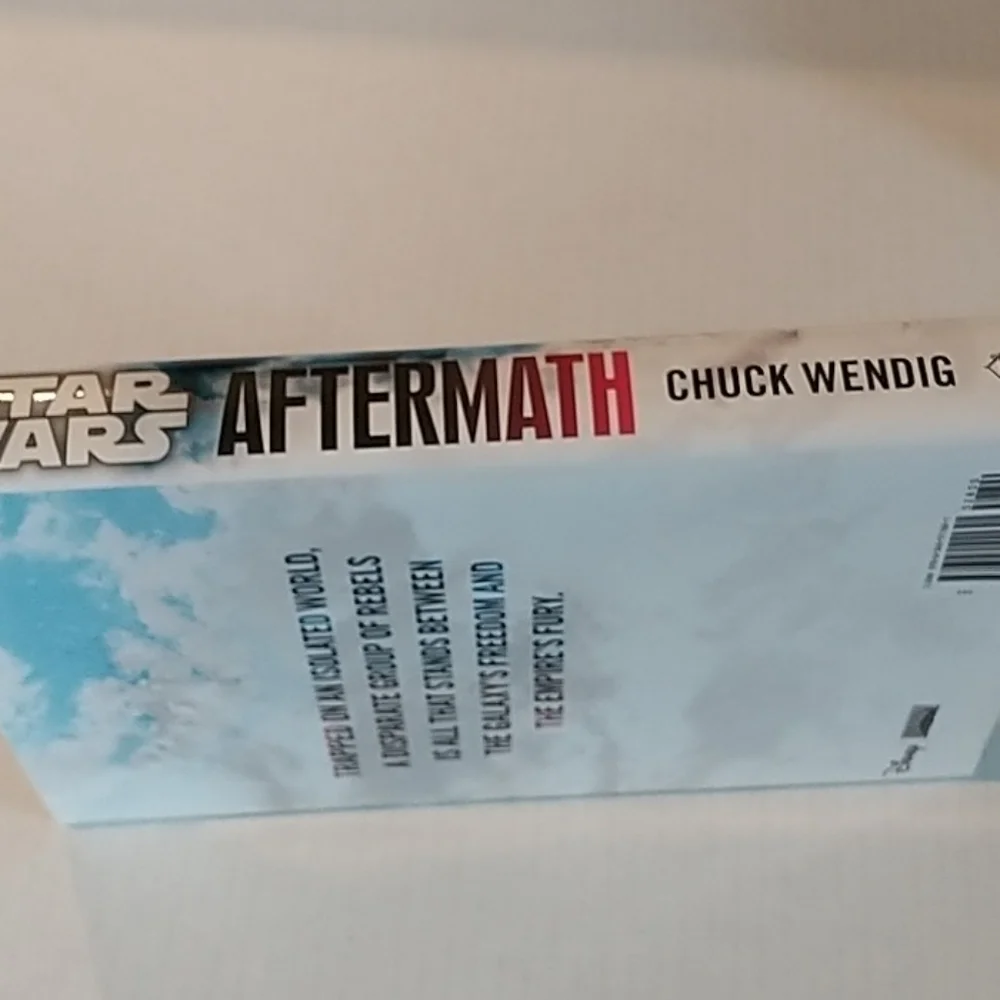 STAR
WARS
AFTERMATH
CHUCK WENDIG
TRAPPED ON AN ISOLATED WORLD,
A DISPARATE GROUP OF REBELS
IS ALL THAT STANDS BETWEEN
THE GALAXY'S FREEDOM AND
THE EMPIRE'S FURY.
Disney